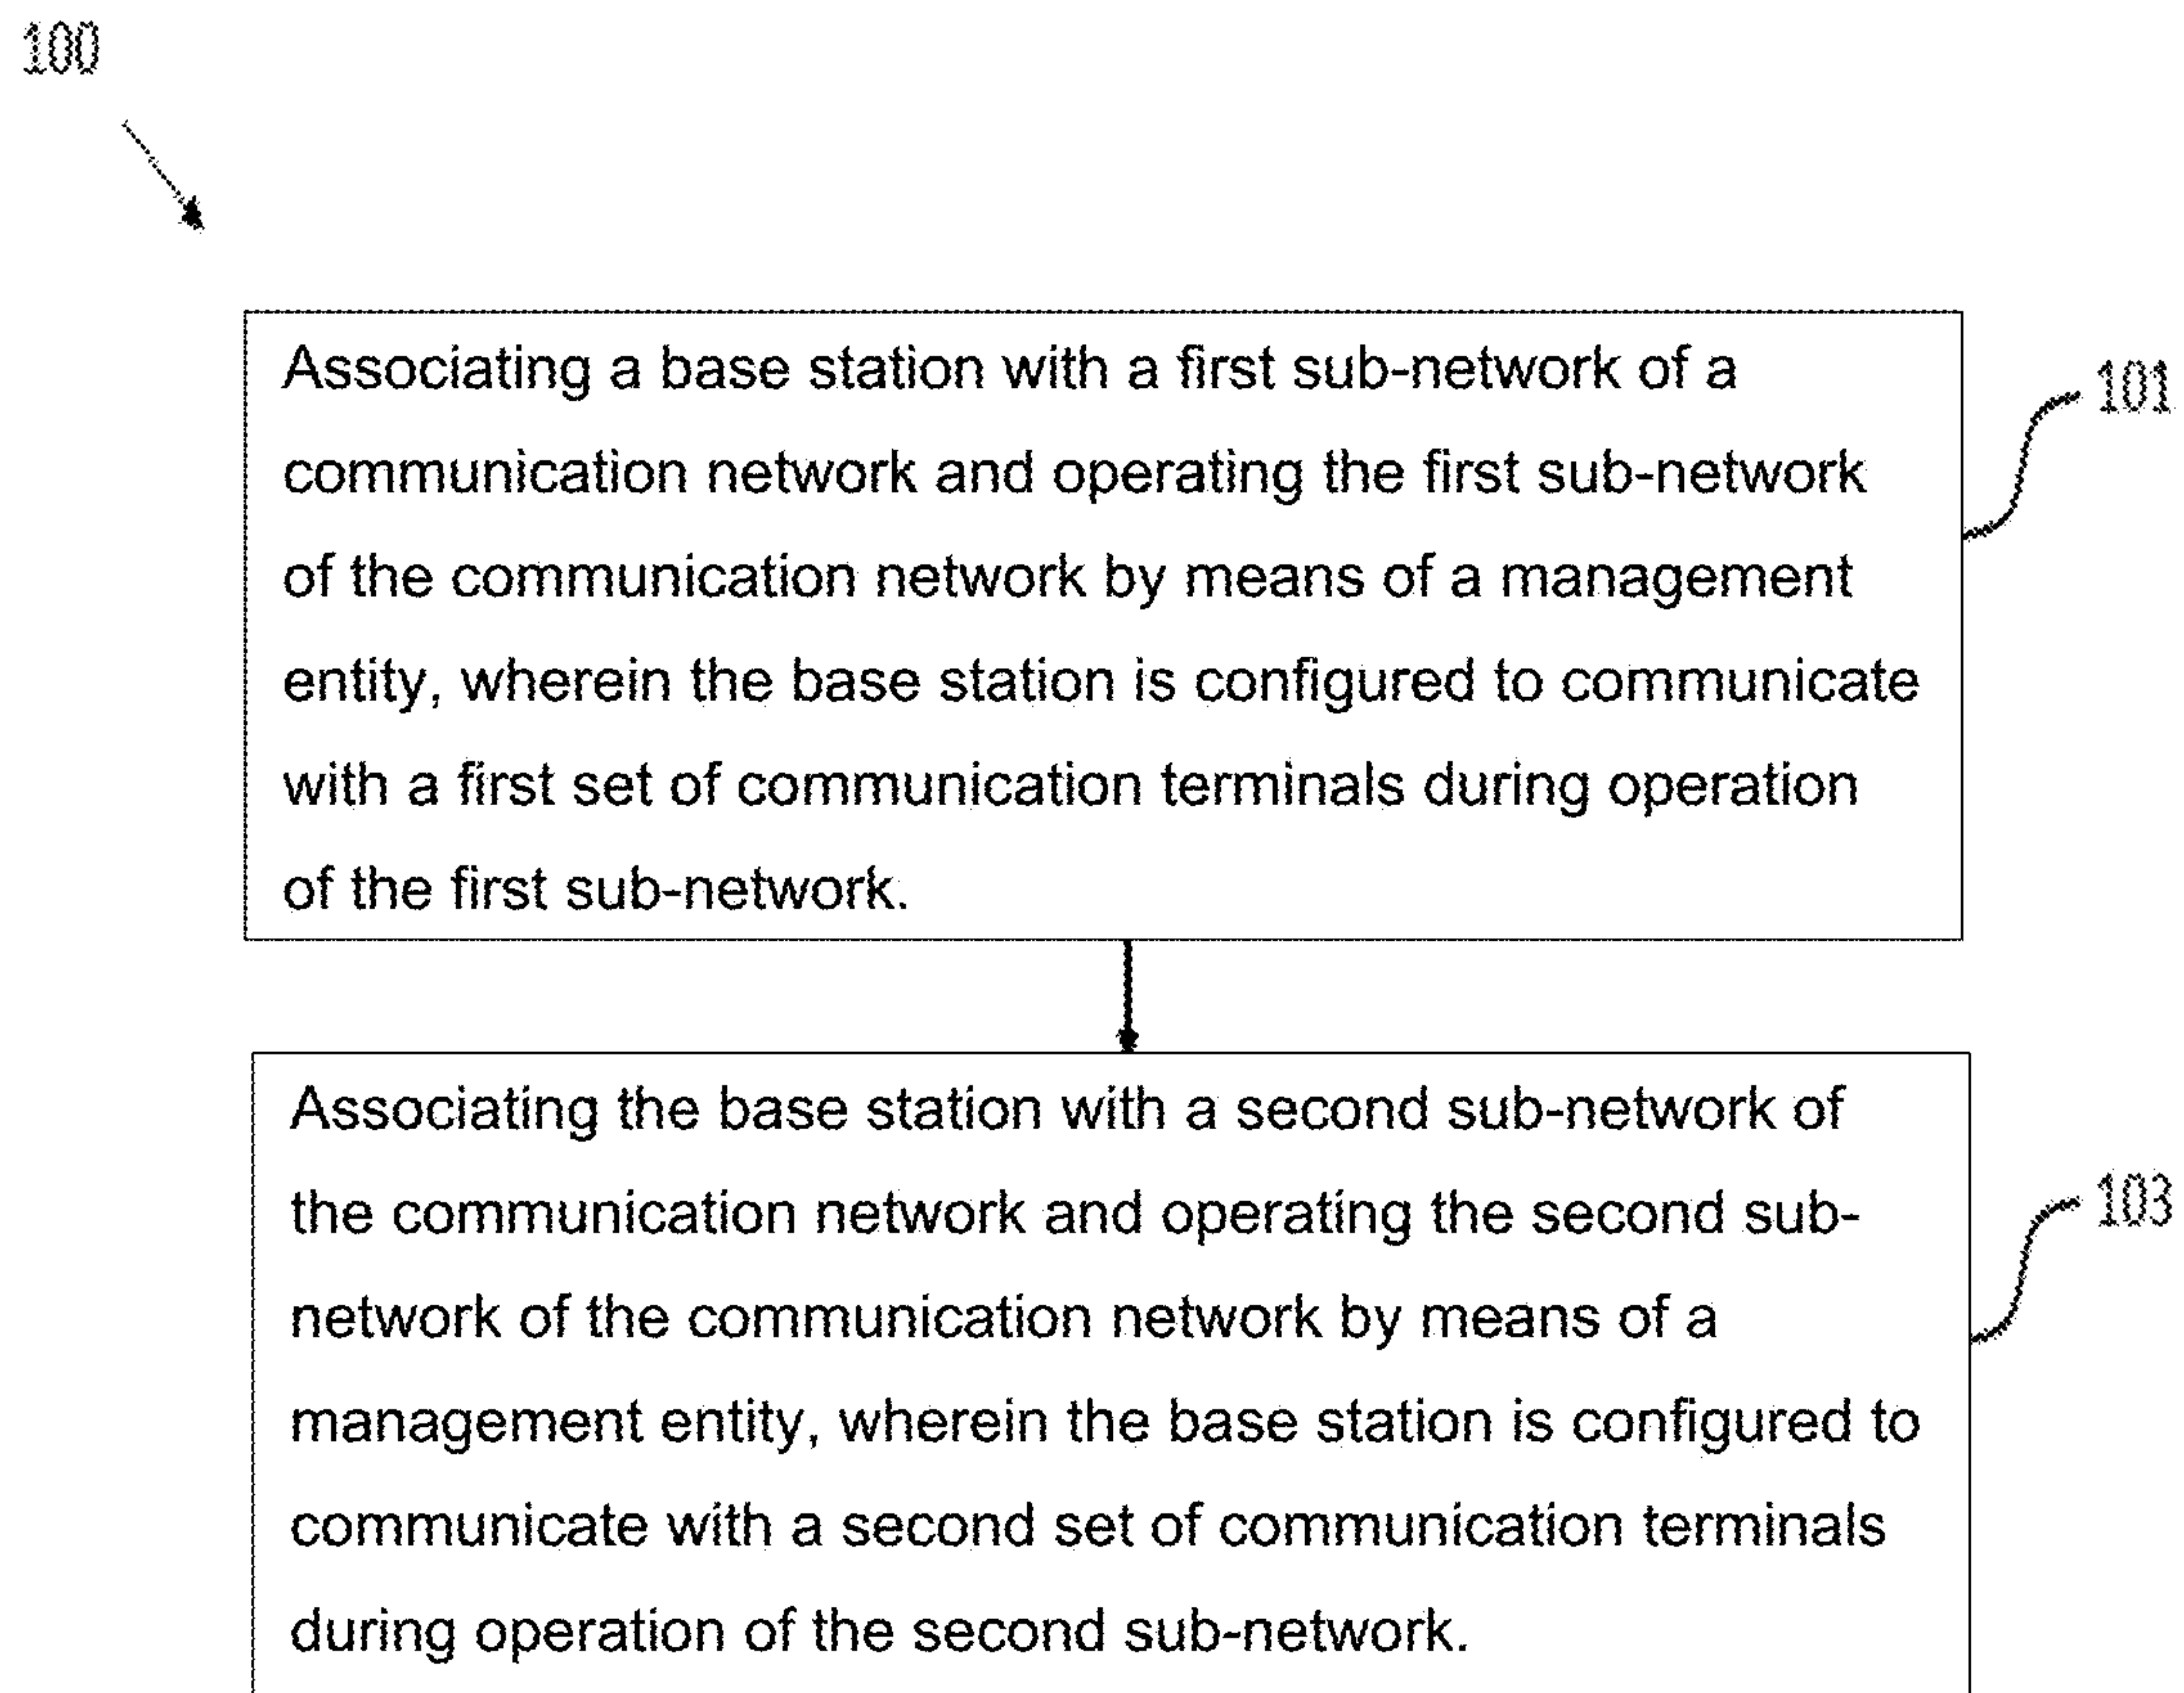 100
Associating a base station with a first sub-network of a
communication network and operating the first sub-network
of the communication network by means of a management
entity, wherein the base station is configured to communicate
with a first set of communication terminals during operation
of the first sub-network.
101
Associating the base station with a second sub-network of
the communication network and operating the second sub-
network of the communication network by means of a
management entity, wherein the base station is configured to
communicate with a second set of communication terminals
during operation of the second sub-network.
103